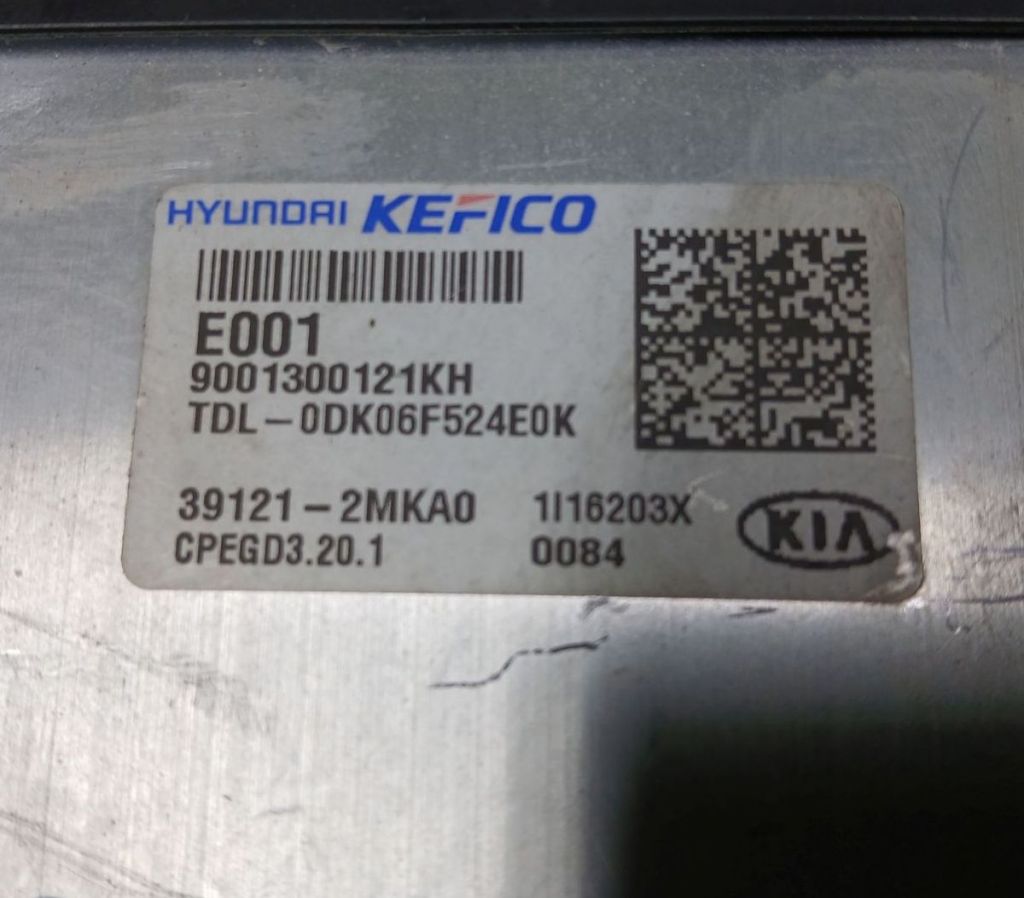 HYUNDAI KEFICO
E001
9001300121KH
TDL-0DK06F524E0K
39121-2MKA0 1I16203X
CPEGD3.20.1 0084
KIA